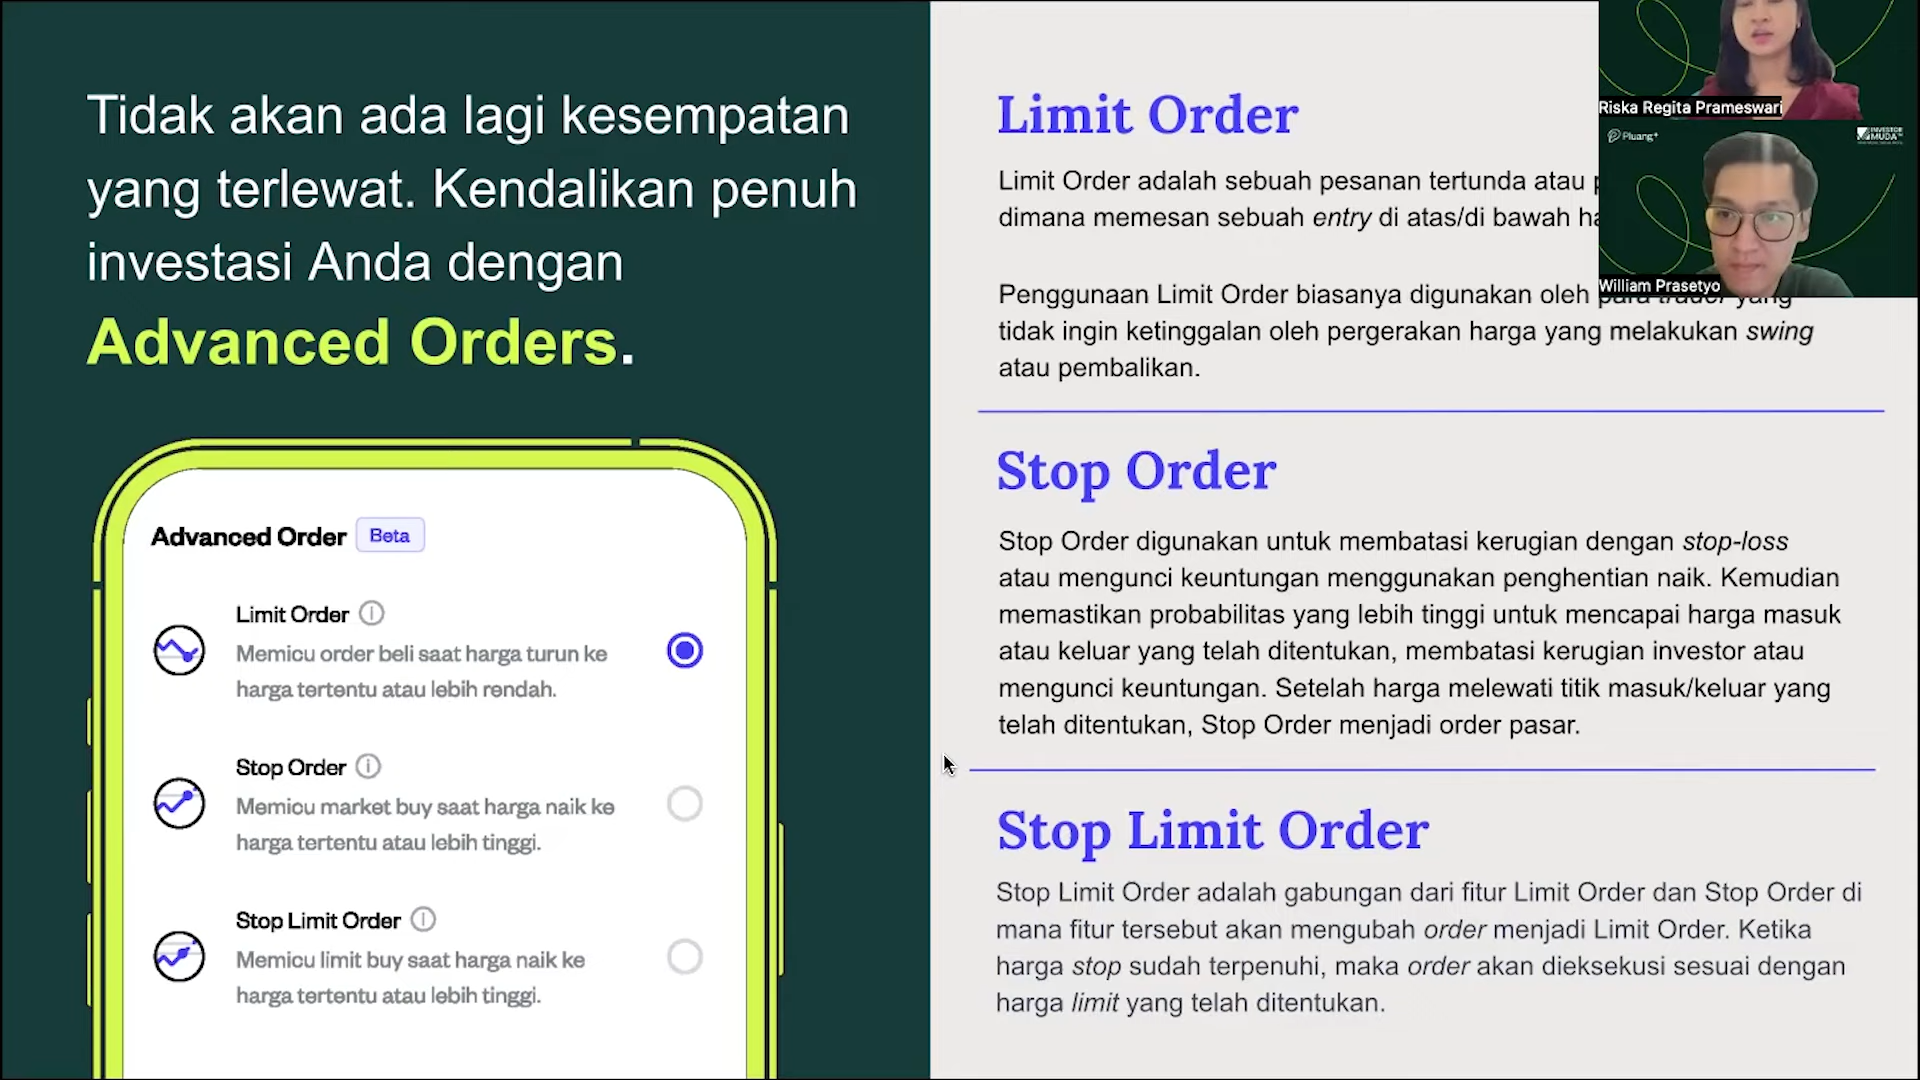 Tidak akan ada lagi kesempatan
yang terlewat. Kendalikan penuh
investasi Anda dengan
Advanced Orders.
Advanced Order Beta
Limit Order
Memicu order beli saat harga turun ke
harga tertentu atau lebih rendah.
Stop Order
Memicu market buy saat harga naik ke
harga tertentu atau lebih tinggi.
Stop Limit Order
Memicu limit buy saat harga naik ke
harga tertentu atau lebih tinggi.
Limit Order
Limit Order adalah sebuah pesanan tertunda atau
dimana memesan sebuah entry di atas/di bawah
Penggunaan Limit Order biasanya digunakan oleh para trader yang
tidak ingin ketinggalan oleh pergerakan harga yang melakukan swing
atau pembalikan.
Stop Order
Stop Order digunakan untuk membatasi kerugian dengan stop-loss
atau mengunci keuntungan menggunakan penghentian naik. Kemudian
memastikan probabilitas yang lebih tinggi untuk mencapai harga masuk
atau keluar yang telah ditentukan, membatasi kerugian investor atau
mengunci keuntungan. Setelah harga melewati titik masuk/keluar yang
telah ditentukan, Stop Order menjadi order pasar.
Stop Limit Order
Stop Limit Order adalah gabungan dari fitur Limit Order dan Stop Order di
mana fitur tersebut akan mengubah order menjadi Limit Order. Ketika
harga stop sudah terpenuhi, maka order akan dieksekusi sesuai dengan
harga limit yang telah ditentukan.
Riska Regita Prameswari
Pluang+
INVESTOR
MUDA
William Prasetyo